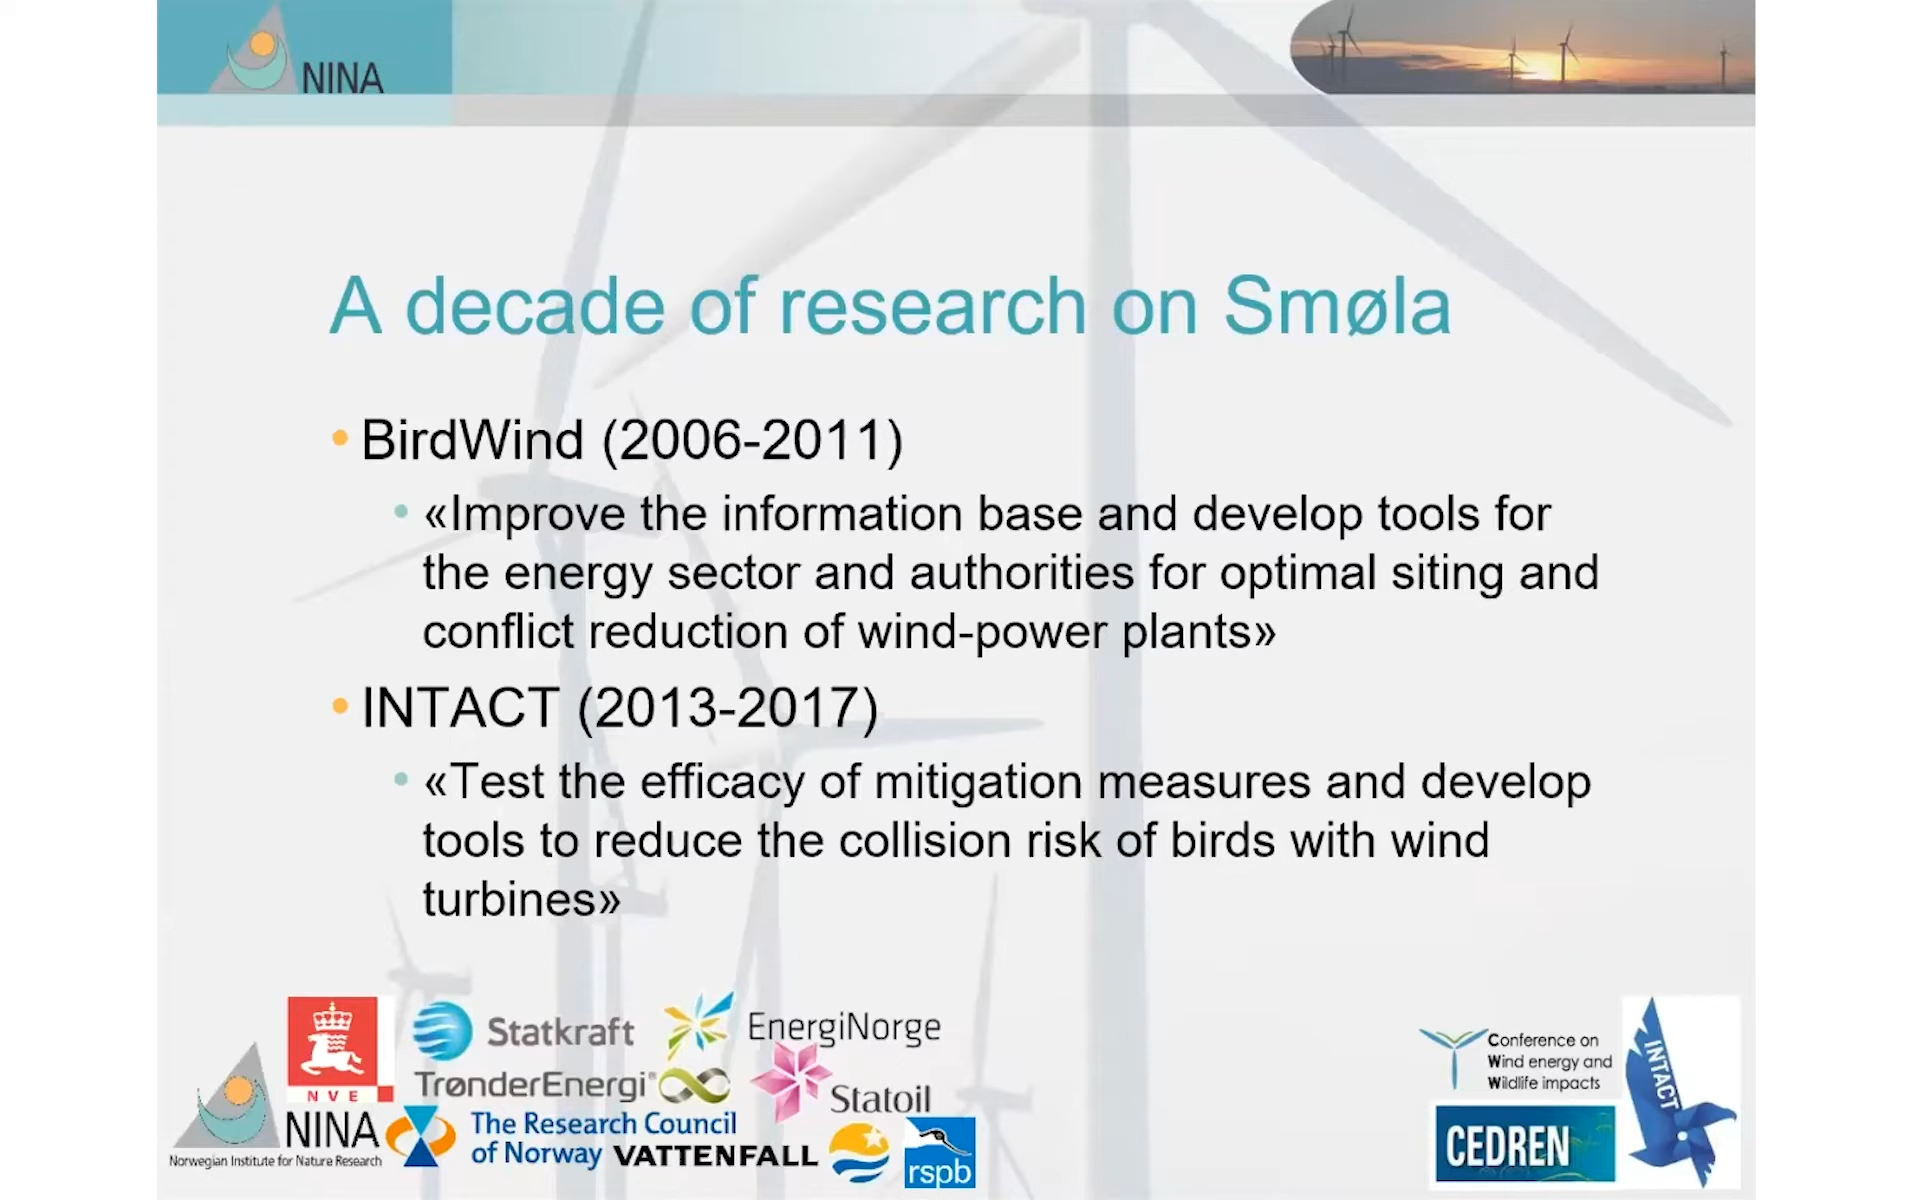 NINA
A decade of research on Smøla
• BirdWind (2006-2011)
• «Improve the information base and develop tools for
the energy sector and authorities for optimal siting and
conflict reduction of wind-power plants»
• INTACT (2013-2017)
• «Test the efficacy of mitigation measures and develop
tools to reduce the collision risk of birds with wind
turbines»
NVE
Statkraft
EnergiNorge
TrønderEnergi®
Statoil
NINA
Norwegian Institute for Nature Research
The Research Council
of Norway
VATTENFALL
rspb
Conference on
Wind energy and
Wildlife impacts
CEDREN
INTACT